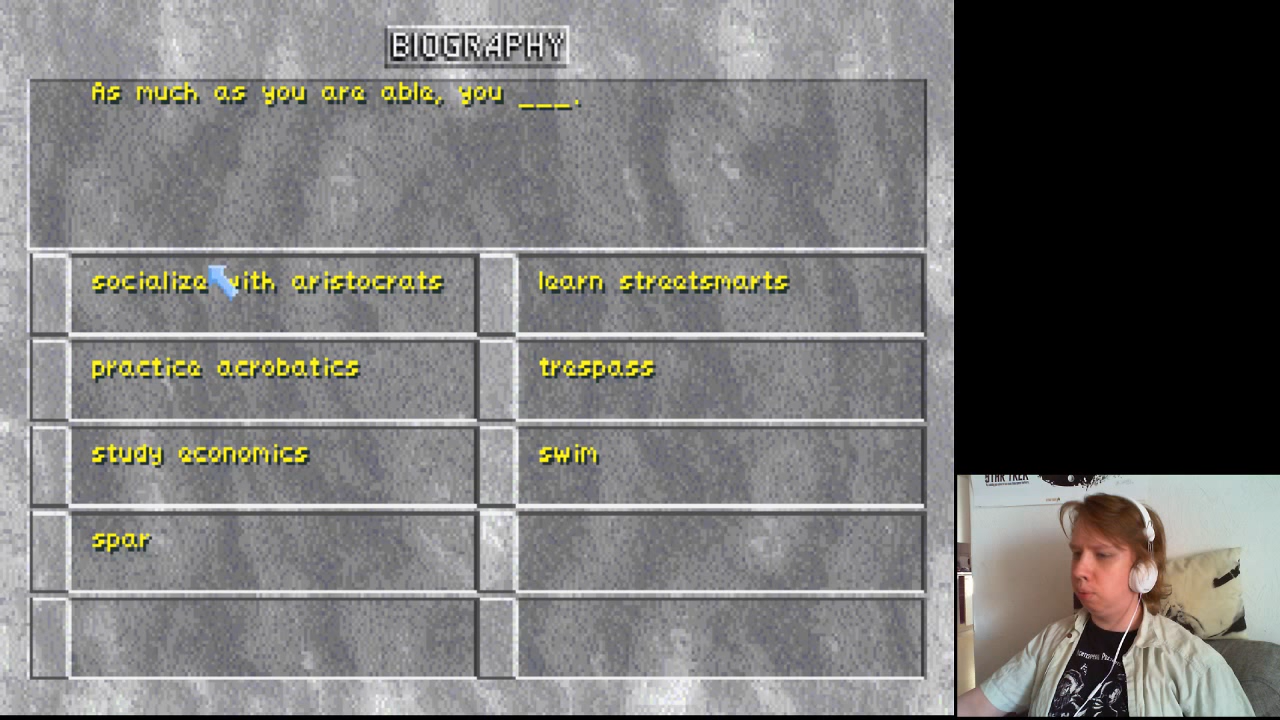 BIOGRAPHY
As much as you are able, you ___.
socialize with aristocrats
learn streetsmarts
practice acrobatics
trespass
study economics
swim
spar
STAR TREK